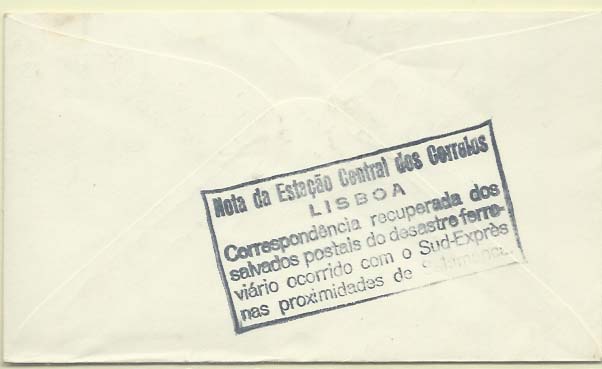 Nota da Estação Central dos Correios
LISBOA
Correspondência recuperada dos
salvados postais do desastre ferro-
viário ocorrido com o Sud-Exprès
nas proximidades de Salamanca.